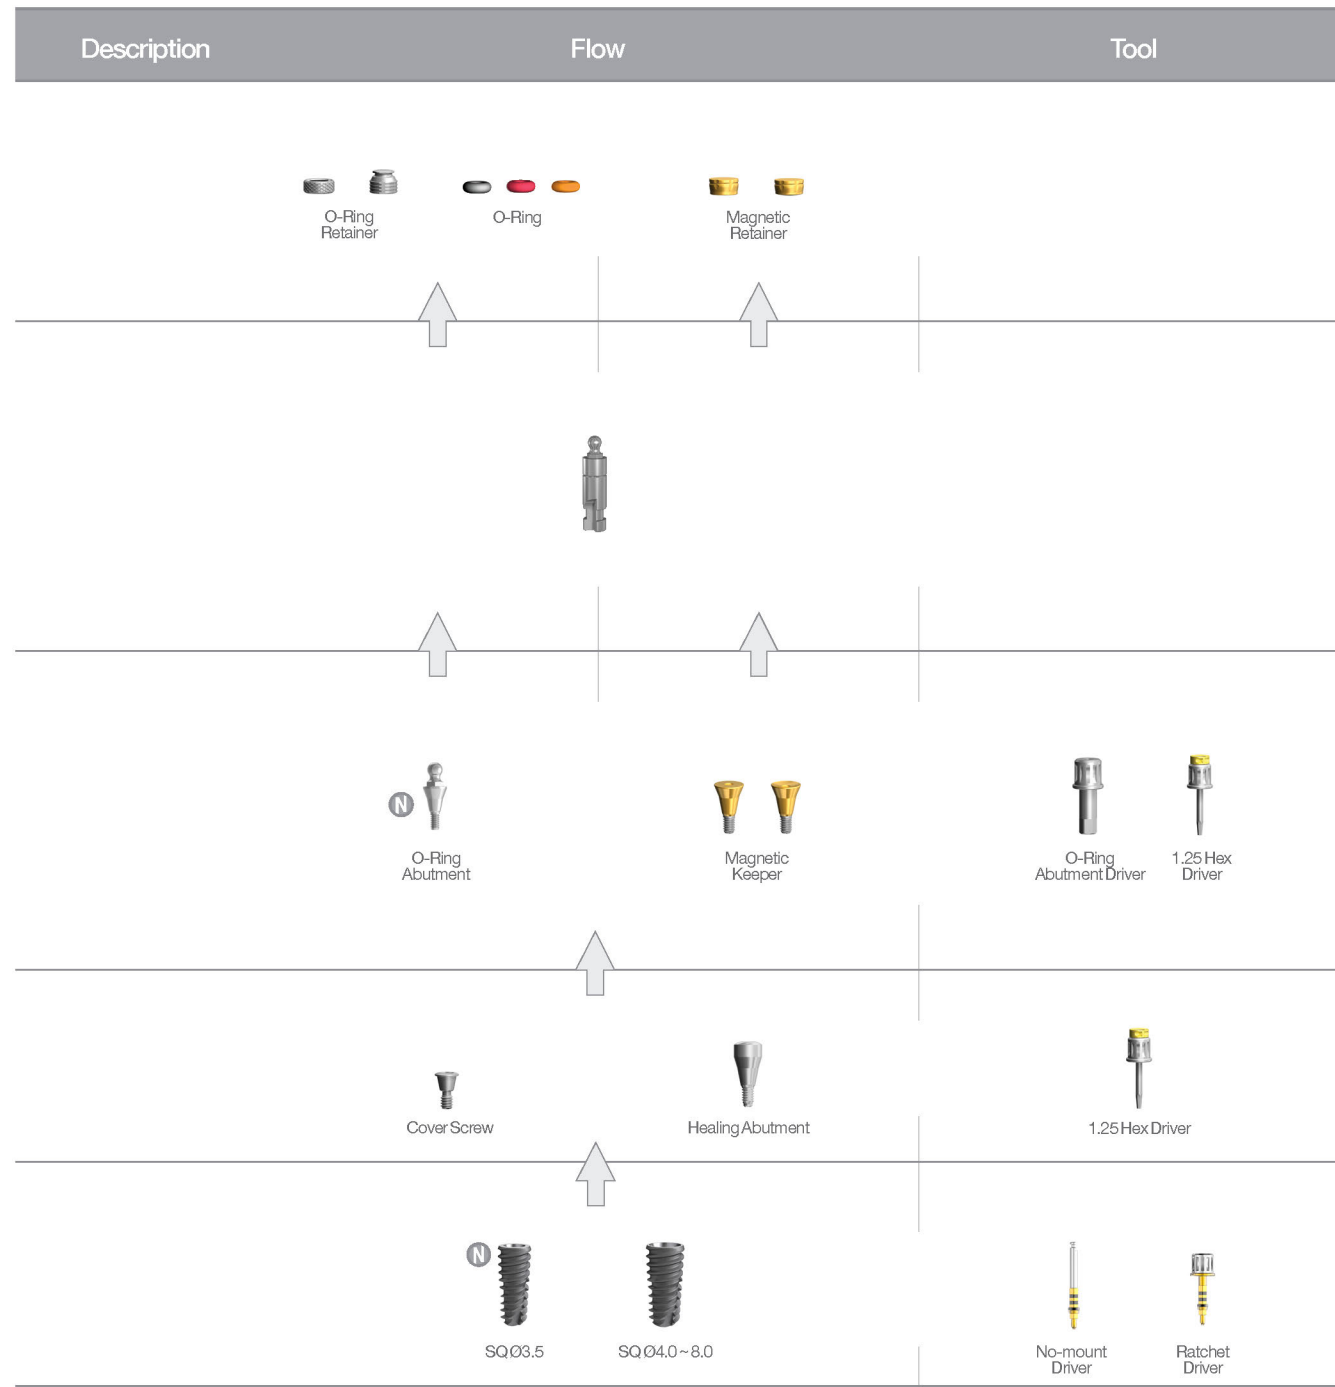 Description
Flow
Tool
O-Ring
Retainer
O-Ring
Magnetic
Retainer
N
O-Ring
Abutment
Magnetic
Keeper
O-Ring
Abutment Driver
1.25 Hex
Driver
Cover Screw
Healing Abutment
1.25 Hex Driver
N
SQ Ø3.5
SQ Ø4.0 ~ 8.0
No-mount
Driver
Ratchet
Driver